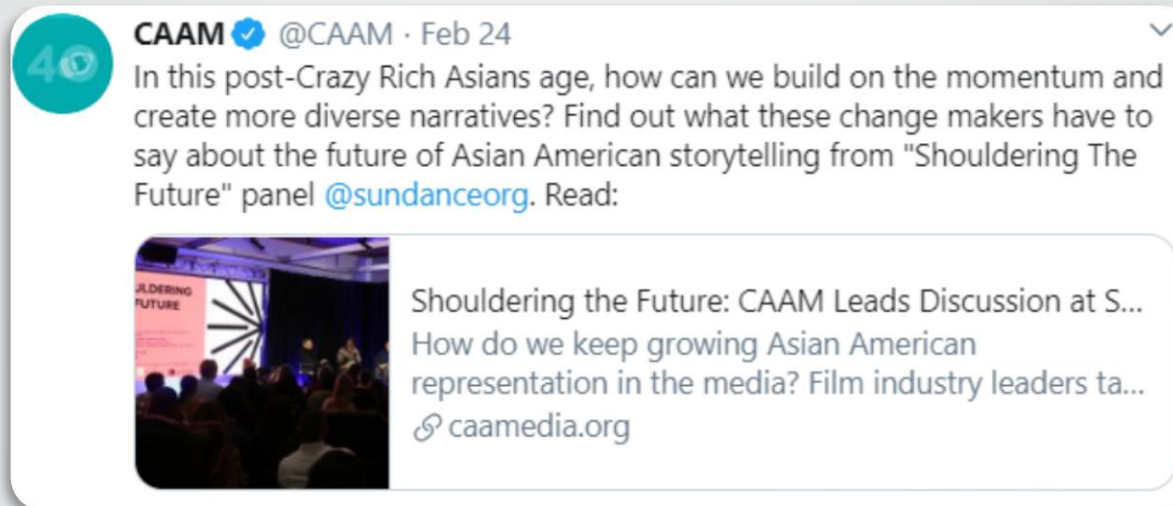 40
CAAM @CAAM · Feb 24
In this post-Crazy Rich Asians age, how can we build on the momentum and
create more diverse narratives? Find out what these change makers have to
say about the future of Asian American storytelling from "Shouldering The
Future" panel @sundanceorg. Read:
ULDERING
FUTURE
Shouldering the Future: CAAM Leads Discussion at S...
How do we keep growing Asian American
representation in the media? Film industry leaders ta...
caamedia.org